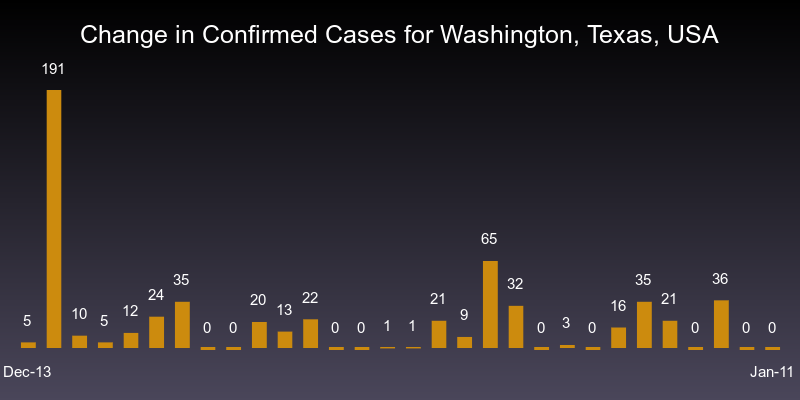 Change in Confirmed Cases for Washington, Texas, USA
5 191 10 5 12 24 35 0 0 20 13 22 0 0 1 1 21 9 65 32 0 3 0 16 35 21 0 36 0 0
Dec-13 Jan-11